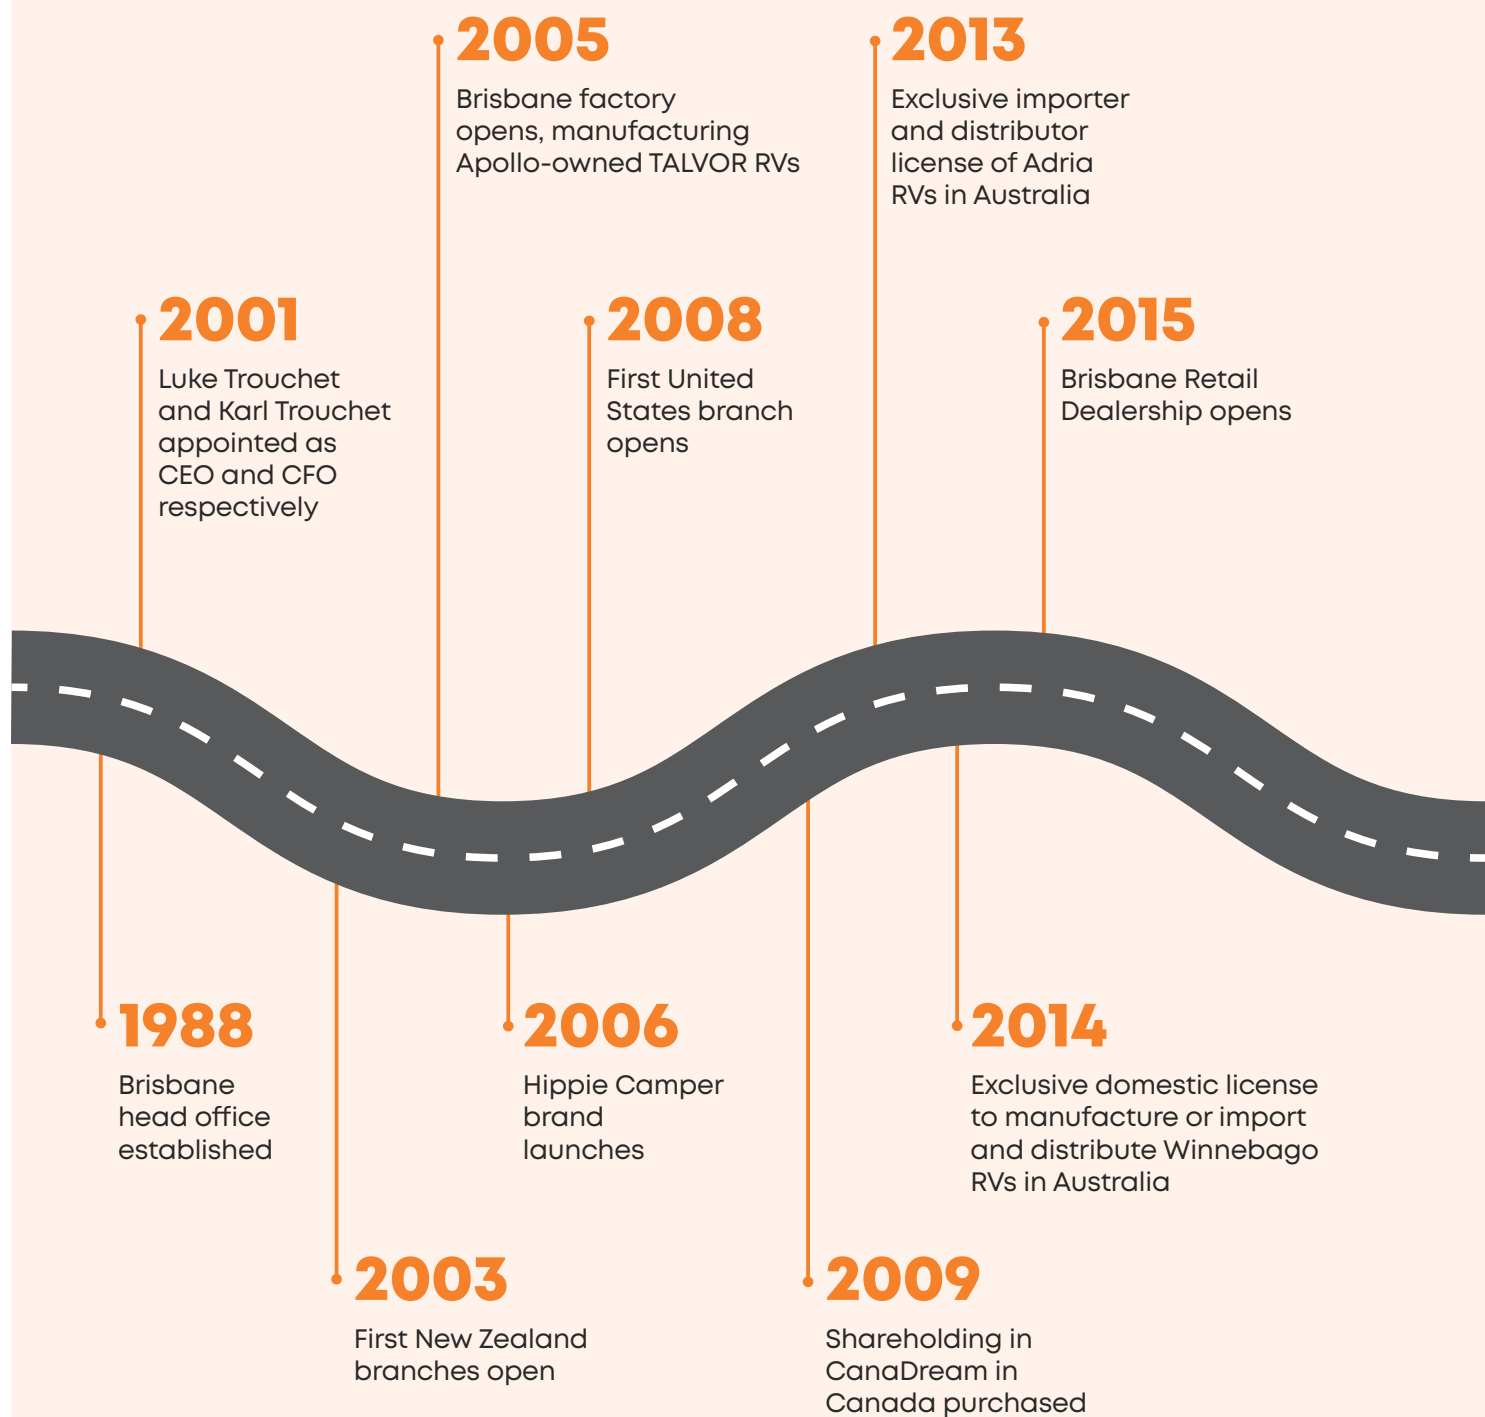 2005
Brisbane factory
opens, manufacturing
Apollo-owned TALVOR RVs
2013
Exclusive importer
and distributor
license of Adria
RVs in Australia
2001
Luke Trouchet
and Karl Trouchet
appointed as
CEO and CFO
respectively
2008
First United
States branch
opens
2015
Brisbane Retail
Dealership opens
1988
Brisbane
head office
established
2006
Hippie Camper
brand
launches
2014
Exclusive domestic license
to manufacture or import
and distribute Winnebago
RVs in Australia
2003
First New Zealand
branches open
2009
Shareholding in
CanaDream in
Canada purchased